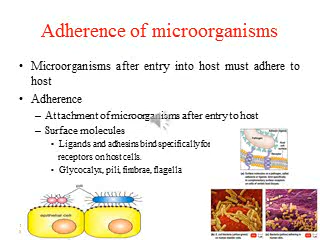 Adherence of microorganisms
• Microorganisms after entry into host must adhere to
host
• Adherence
– Attachment of microorganisms after entry to host
– Surface molecules
• Ligands and adhesins bind specifically for
receptors on host cells.
• Glycocalyx, pili, fimbrae, flagella
epithelial cell